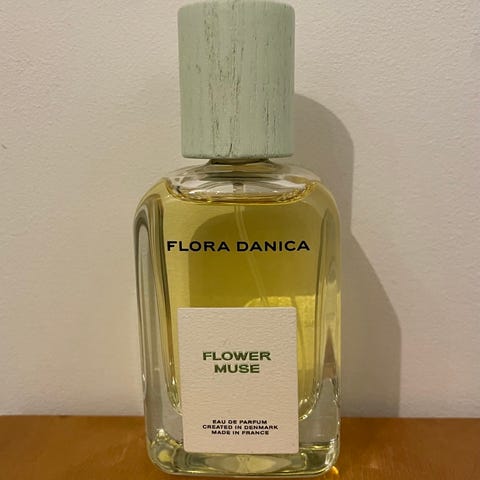 FLORA DANICA
FLOWER
MUSE
EAU DE PARFUM
CREATED IN DENMARK
MADE IN FRANCE